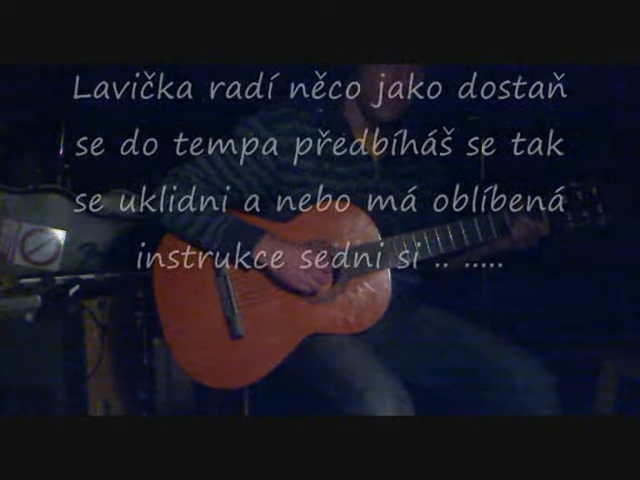 Lavička radí něco jako dostaň
se do tempa předbíháš se tak
se uklidni a nebo má oblíbená
instrukce sedni si .. .....